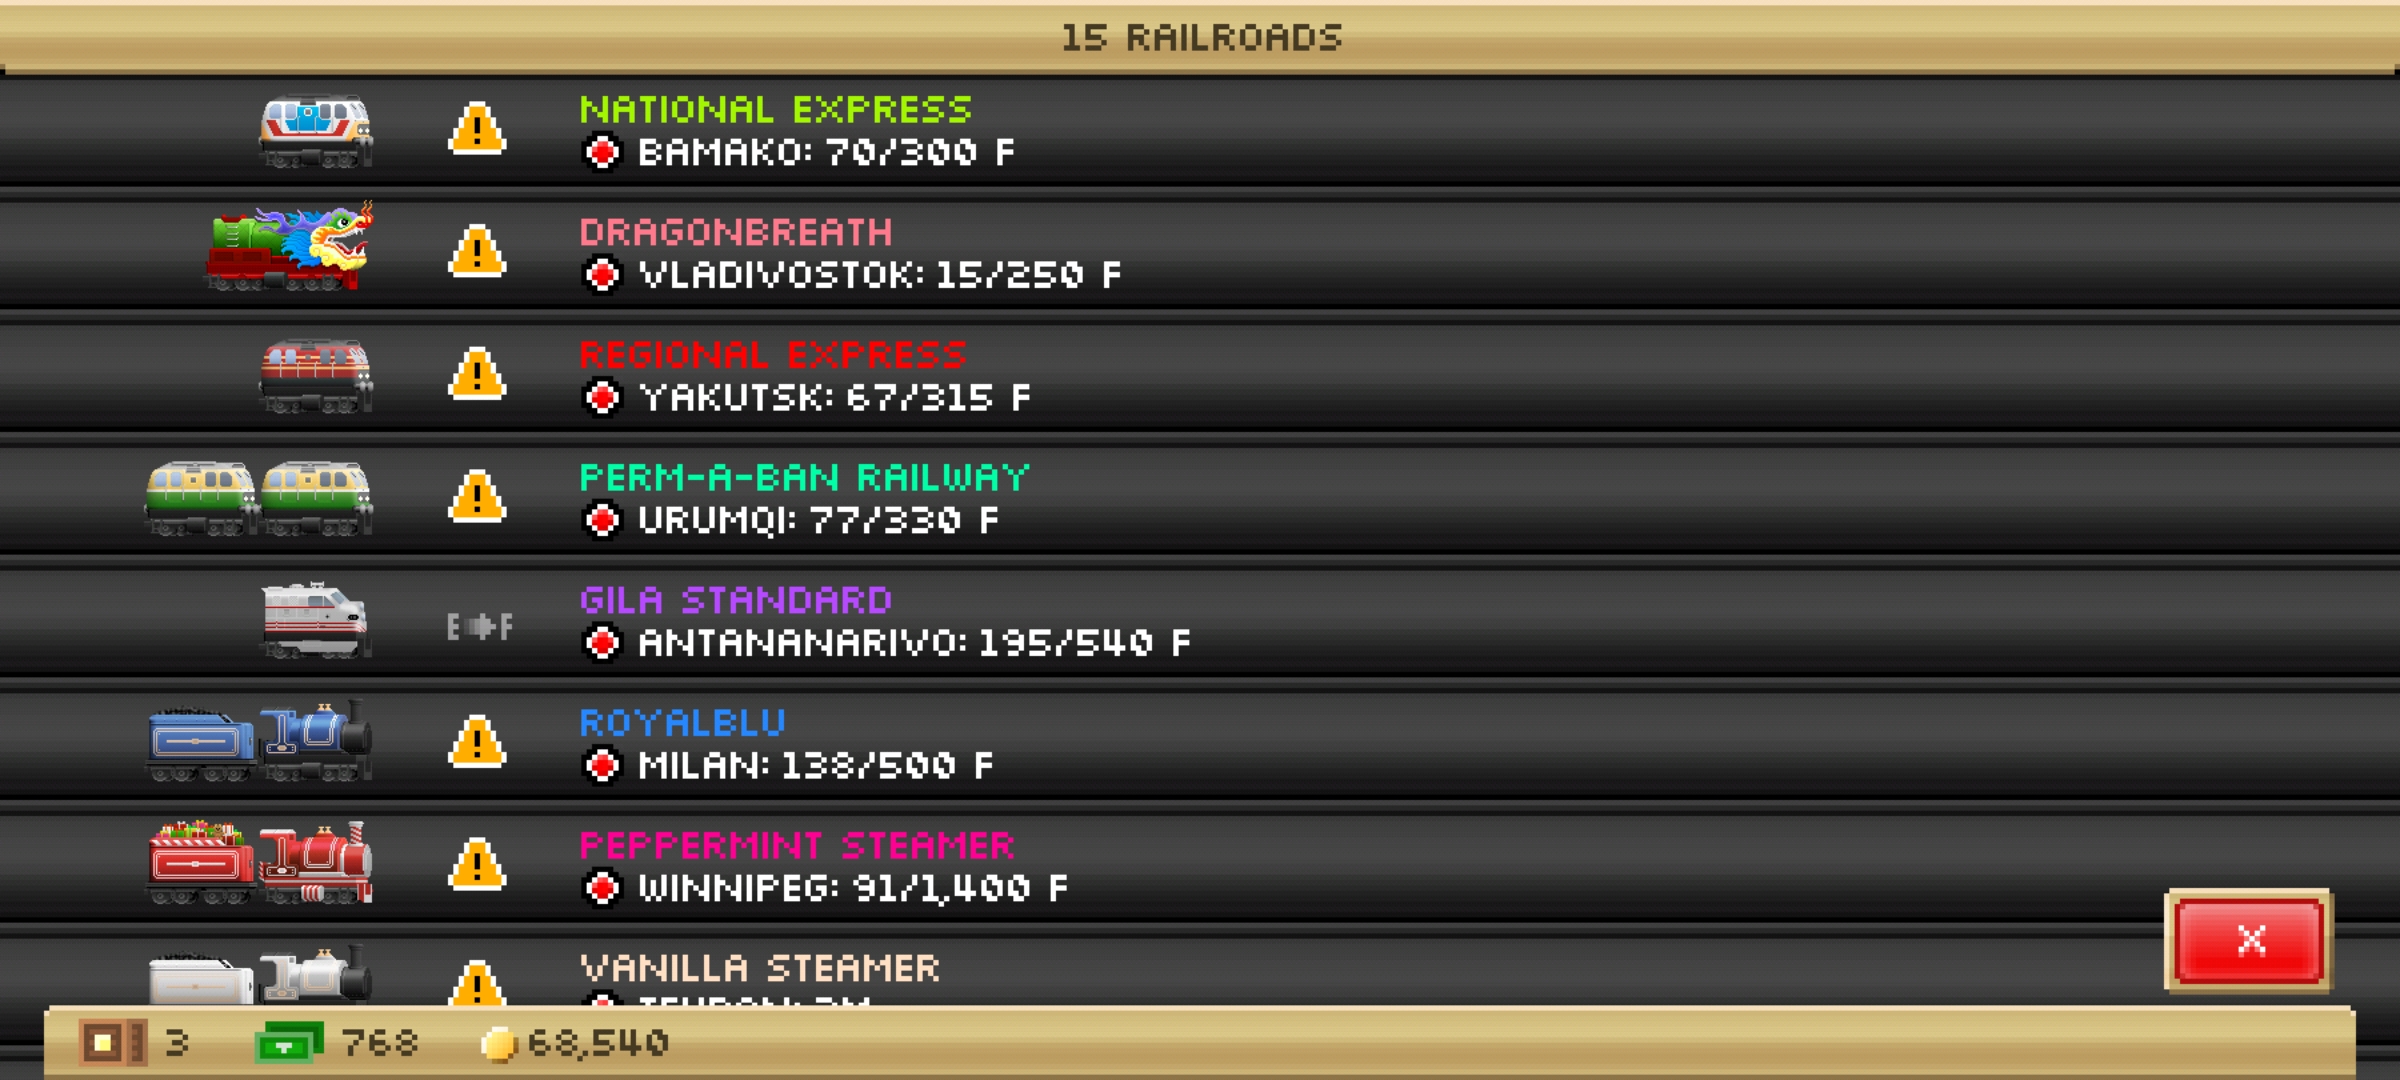 15 RAILROADS
NATIONAL EXPRESS
BAMAKO: 70/300 F
DRAGONBREATH
VLADIVOSTOK: 15/250 F
REGIONAL EXPRESS
YAKUTSK: 67/315 F
PERM-A-BAN RAILWAY
URUMQI: 77/330 F
GILA STANDARD
E F
ANTANANARIVO: 195/540 F
ROYALBLU
MILAN: 138/500 F
PEPPERMINT STEAMER
WINNIPEG: 91/1,400 F
VANILLA STEAMER
X
3 768 68,540